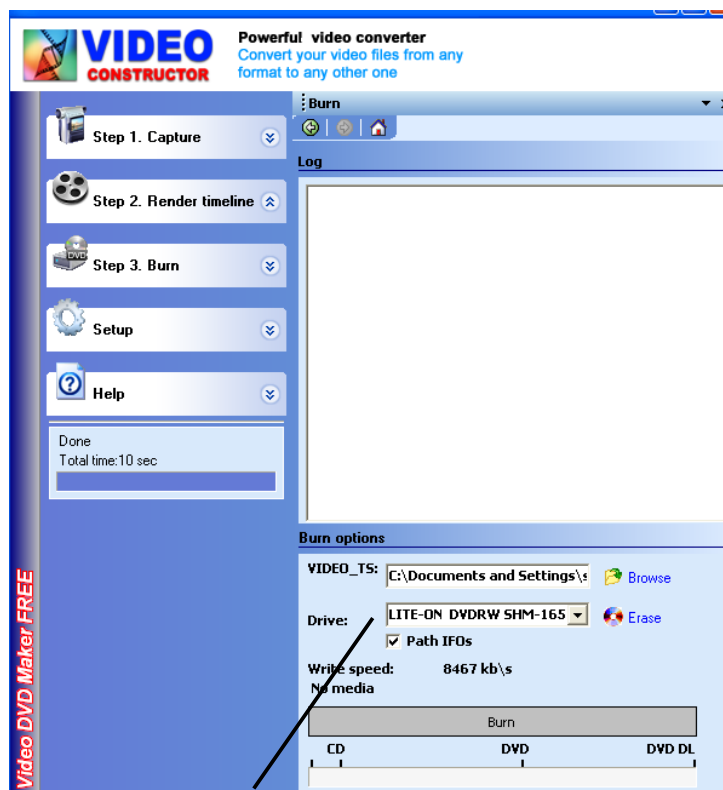 VIDEO
CONSTRUCTOR
Powerful video converter
Convert your video files from any
format to any other one
Step 1. Capture
Step 2. Render timeline
Step 3. Burn
DVD
Setup
Help
Done
Total time:10 sec
Video DVD Maker FREE
Burn
Log
Burn options
VIDEO_TS:
C:\Documents and Settings\s
Browse
Drive:
LITE-ON DVDRW SHM-165
Erase
Path IFOs
Write speed: 8467 kb\s
No media
Burn
CD DVD DVD DL